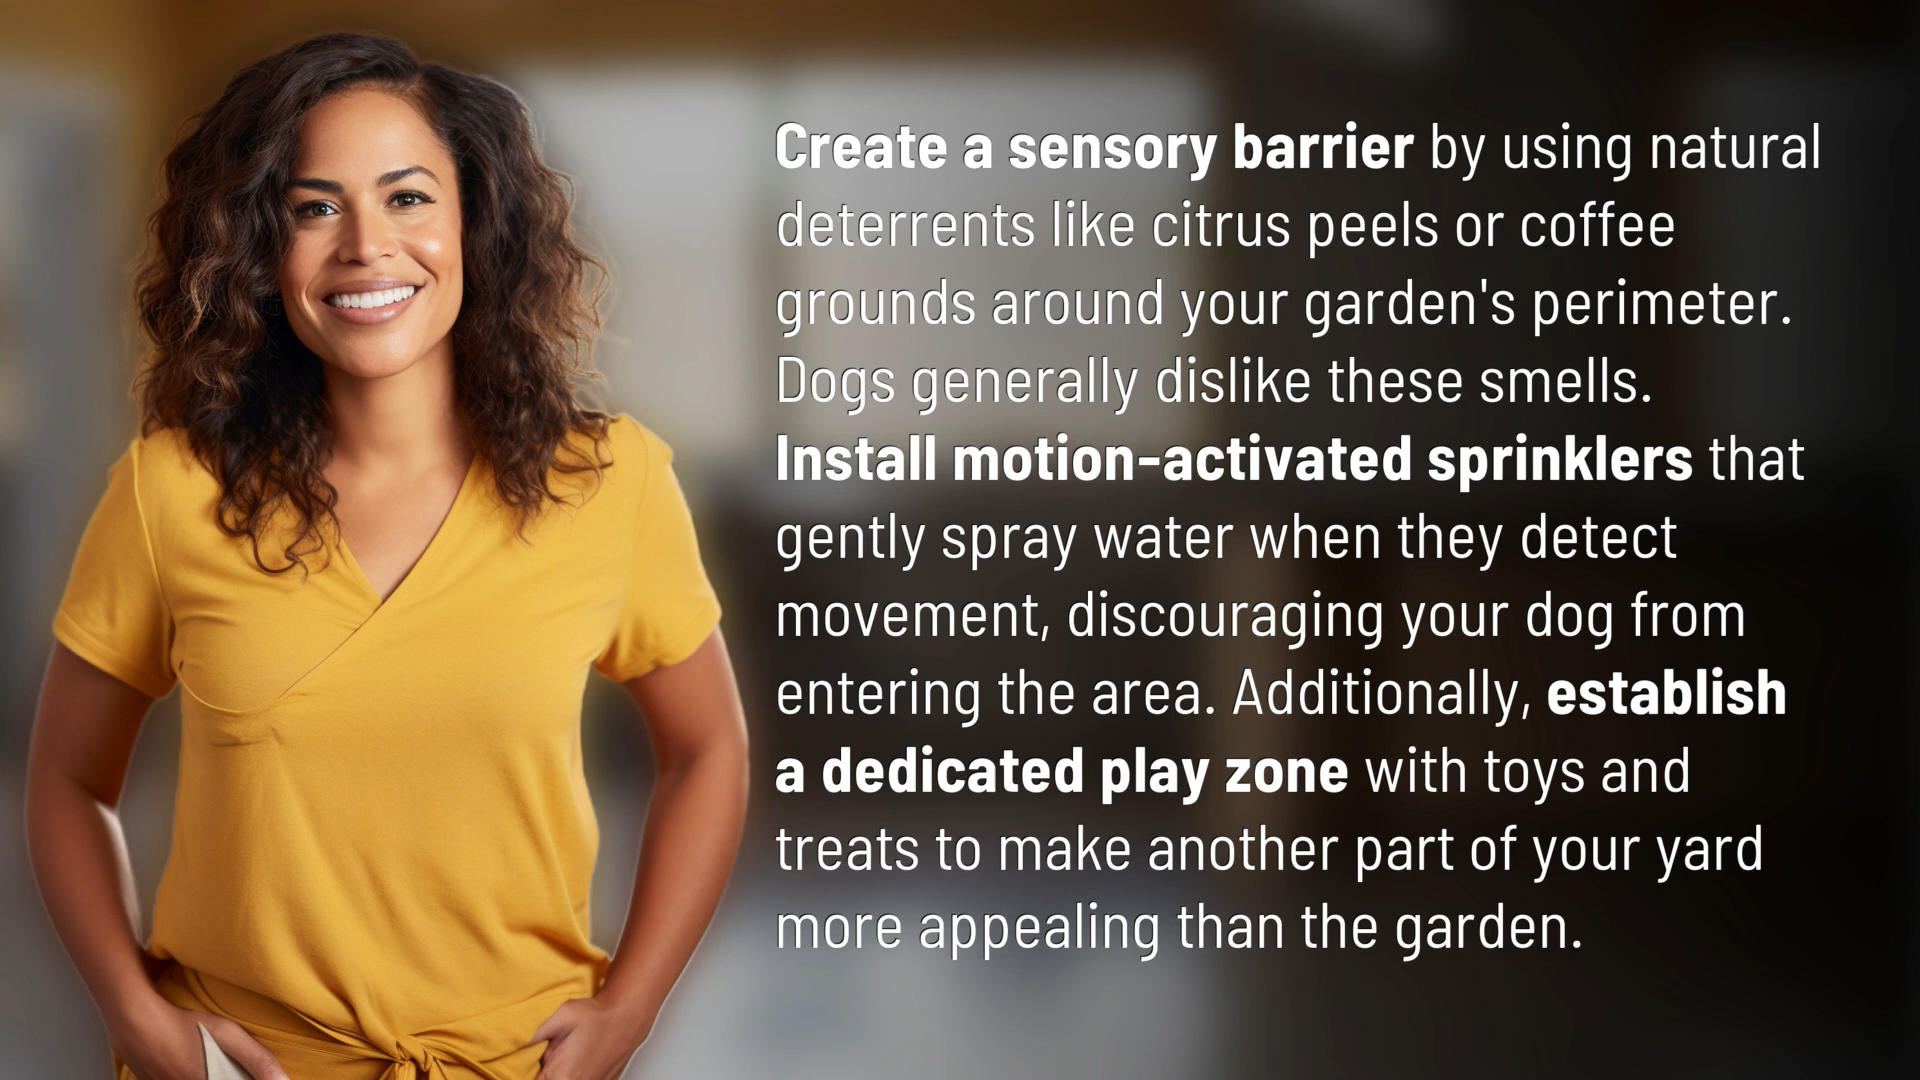 Create a sensory barrier by using natural
deterrents like citrus peels or coffee
grounds around your garden's perimeter.
Dogs generally dislike these smells.
Install motion-activated sprinklers that
gently spray water when they detect
movement, discouraging your dog from
entering the area. Additionally, establish
a dedicated play zone with toys and
treats to make another part of your yard
more appealing than the garden.